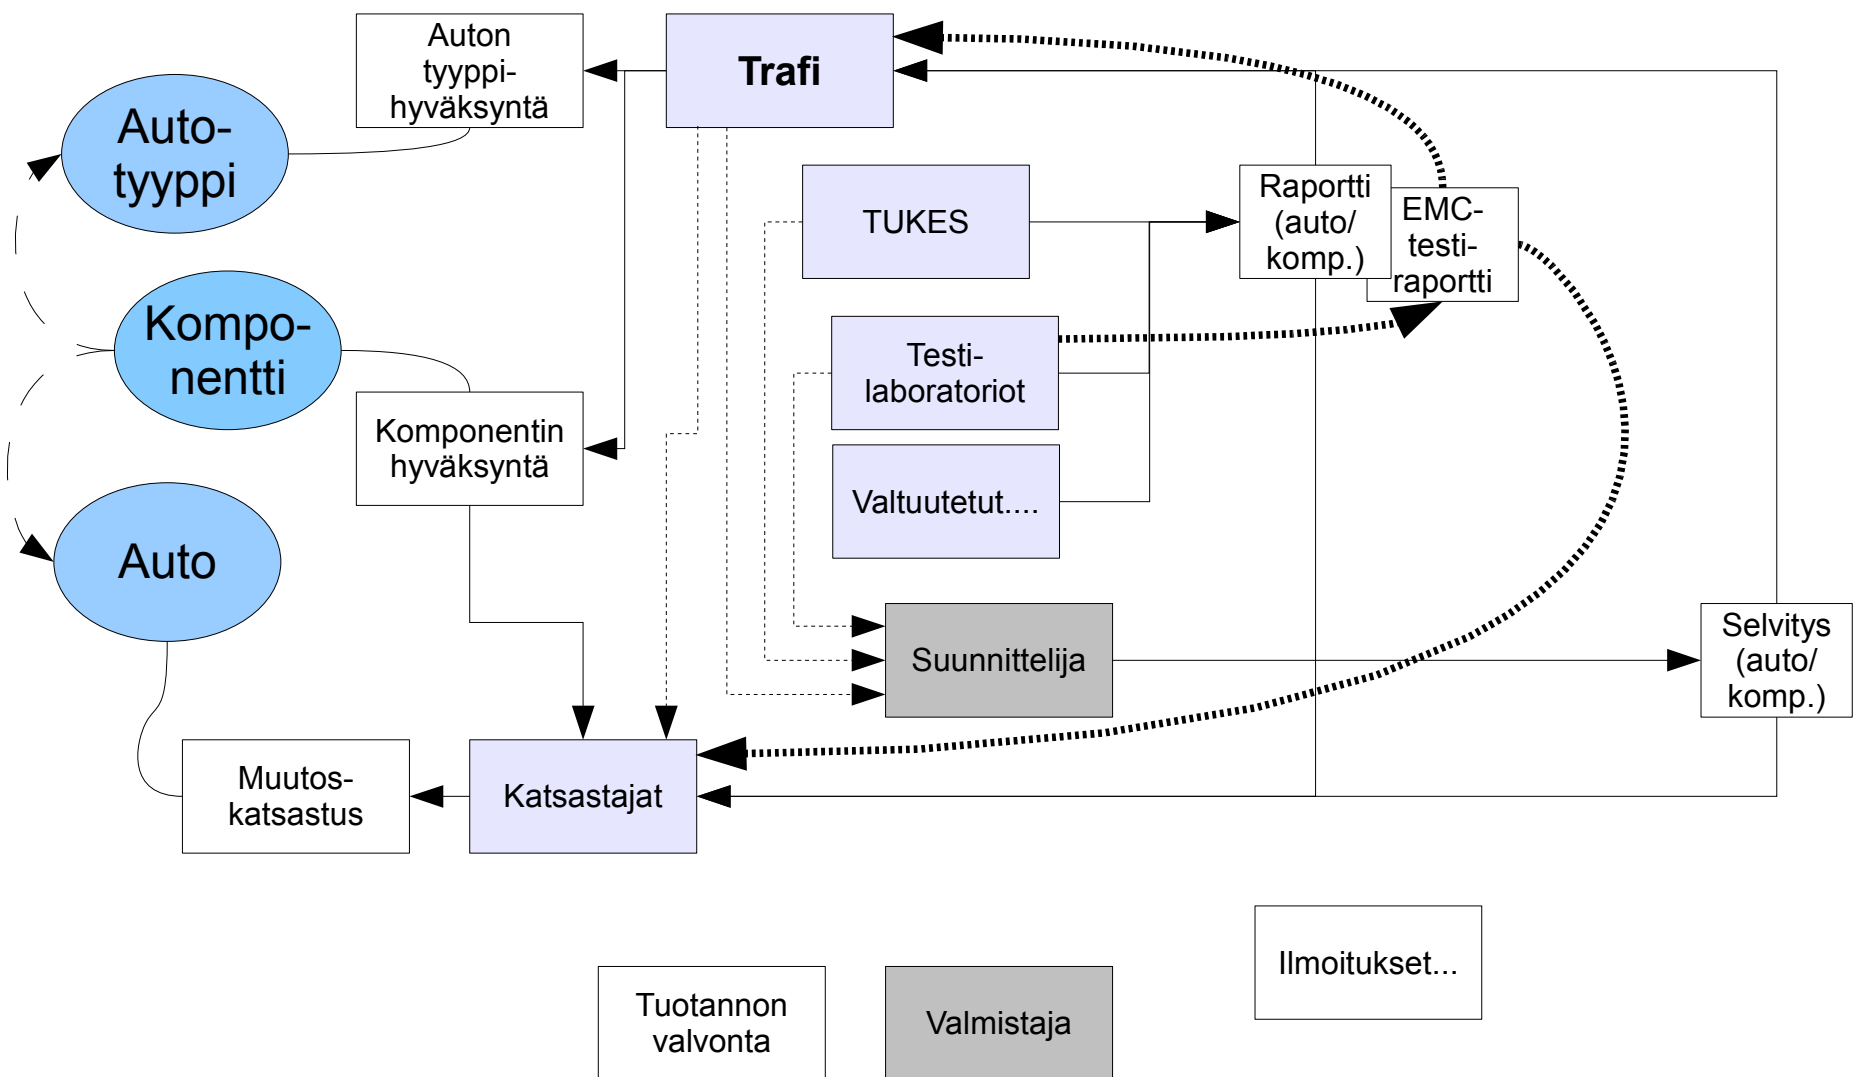 Auton
tyyppi-
hyväksyntä
Trafi
Auto-
tyyppi
TUKES
Raportti
(auto/
komp.)
EMC-
testi-
raportti
Kompo-
nentti
Testi-
laboratoriot
Komponentin
hyväksyntä
Valtuutetut....
Auto
Suunnittelija
Selvitys
(auto/
komp.)
Muutos-
katsastus
Katsastajat
Ilmoitukset...
Tuotannon
valvonta
Valmistaja